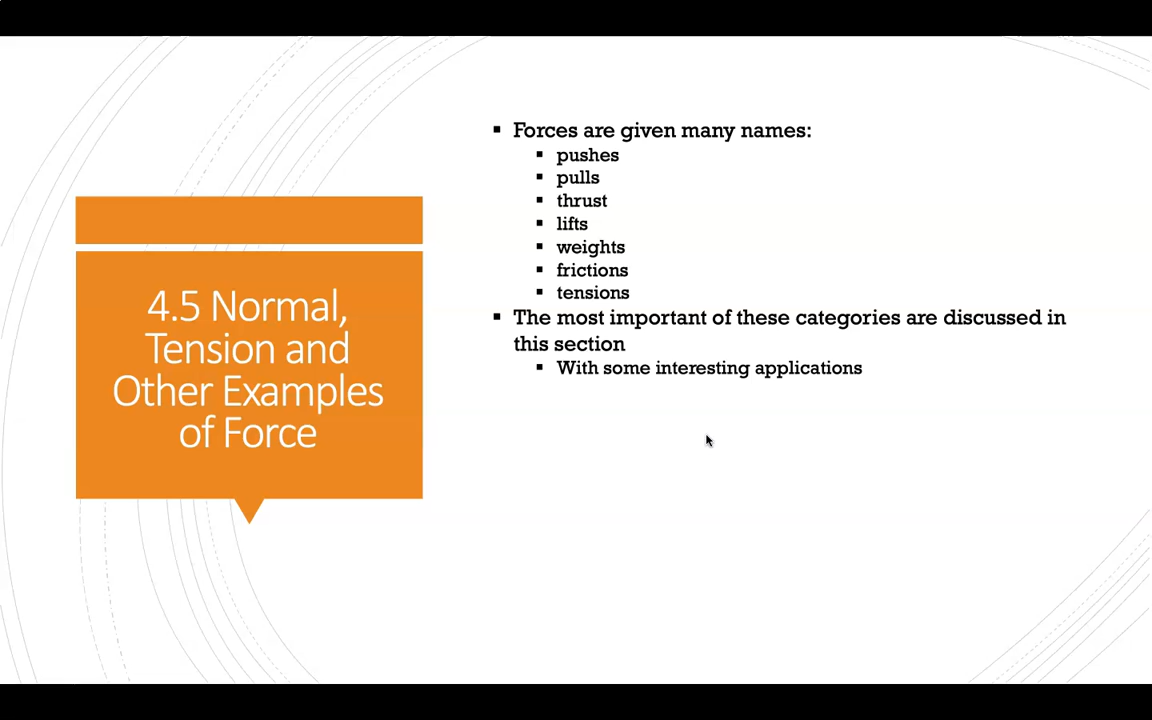 4.5 Normal,
Tension and
Other Examples
of Force
▪ Forces are given many names:
▪ pushes
▪ pulls
▪ thrust
▪ lifts
▪ weights
▪ frictions
▪ tensions
▪ The most important of these categories are discussed in
this section
▪ With some interesting applications